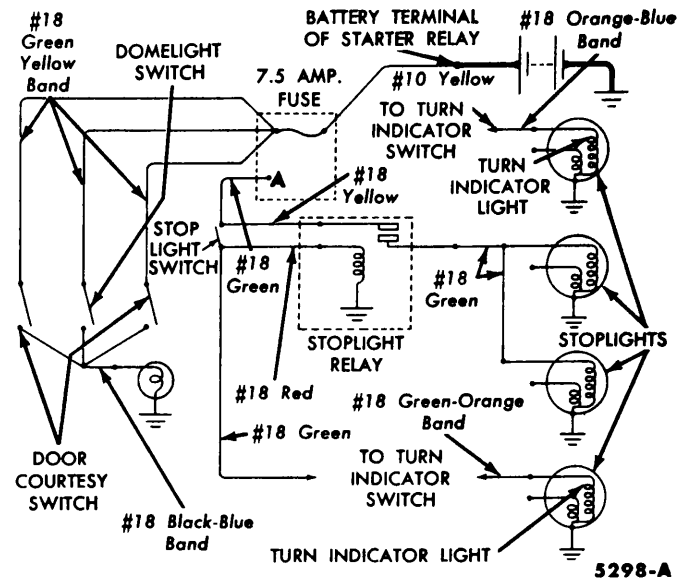 #18
Green
Yellow
Band
DOMELIGHT
SWITCH
7.5 AMP.
FUSE
BATTERY TERMINAL
OF STARTER RELAY
#10 Yellow
#18 Orange-Blue
Band
TO TURN
INDICATOR
SWITCH
TURN
INDICATOR
LIGHT
A
#18
Yellow
STOP
LIGHT
SWITCH
#18
Green
STOPLIGHT
RELAY
#18
Green
STOPLIGHTS
#18 Red
#18 Green-Orange
Band
#18 Green
TO TURN
INDICATOR
SWITCH
DOOR
COURTESY
SWITCH
#18 Black-Blue
Band
TURN INDICATOR LIGHT
5298-A